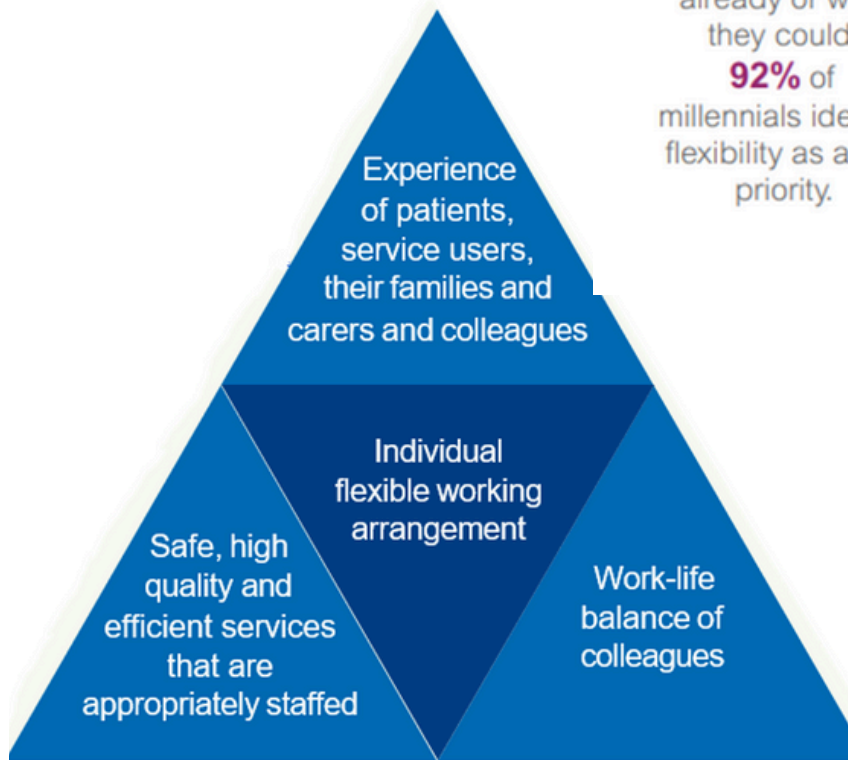 they could
92% of
millennials
flexibility as a
priority.
Experience
of patients,
service users,
their families and
carers and colleagues
Individual
flexible working
arrangement
Safe, high
quality and
efficient services
that are
appropriately staffed
Work-life
balance of
colleagues